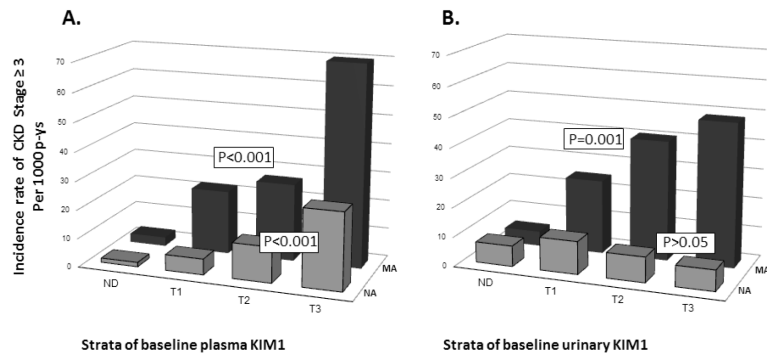 A.
B.
Incidence rate of CKD Stage ≥ 3
Per 1000 p-ys
70
60
50
40
30
20
10
0
P<0.001
P<0.001
ND
T1
T2
T3
MA
NA
Strata of baseline plasma KIM1
70
60
50
40
30
20
10
0
P=0.001
P>0.05
ND
T1
T2
T3
MA
NA
Strata of baseline urinary KIM1